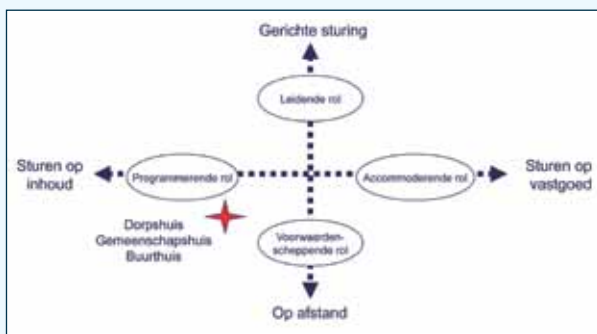 Gerichte sturing
Leidende rol
Sturen op
inhoud
Programmerende rol
Accommoderende rol
Sturen op
vastgoed
Dorpshuis
Gemeenschapshuis
Buurthuis
Voorwaarden-
scheppende rol
Op afstand